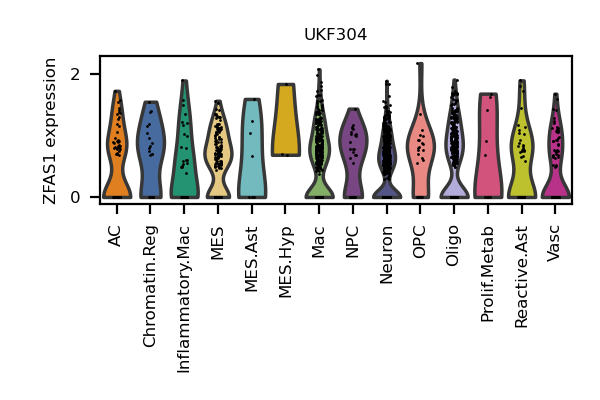 UKF304
ZFAS1 expression
2
0
AC
Chromatin.Reg
Inflammatory.Mac
MES
MES.Ast
MES.Hyp
Mac
NPC
Neuron
OPC
Oligo
Prolif.Metab
Reactive.Ast
Vasc